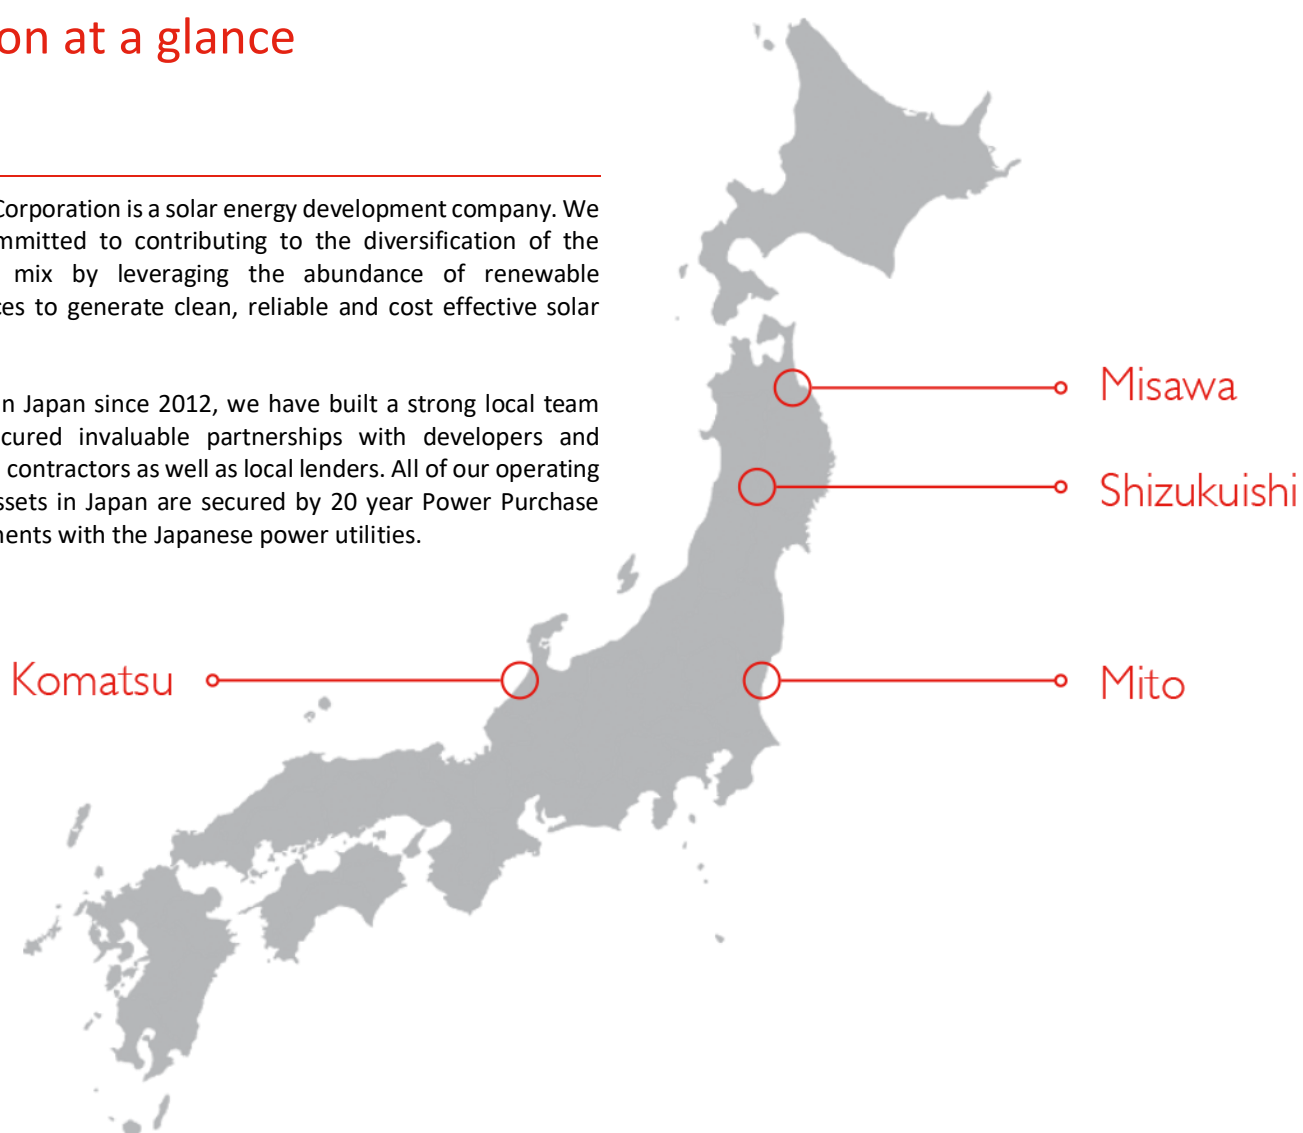 on at a glance
Corporation is a solar energy development company. We
mmitted to contributing to the diversification of the
mix by leveraging the abundance of renewable
ces to generate clean, reliable and cost effective solar
n Japan since 2012, we have built a strong local team
cured invaluable partnerships with developers and
contractors as well as local lenders. All of our operating
ssets in Japan are secured by 20 year Power Purchase
nents with the Japanese power utilities.
Misawa
Shizukuishi
Komatsu
Mito